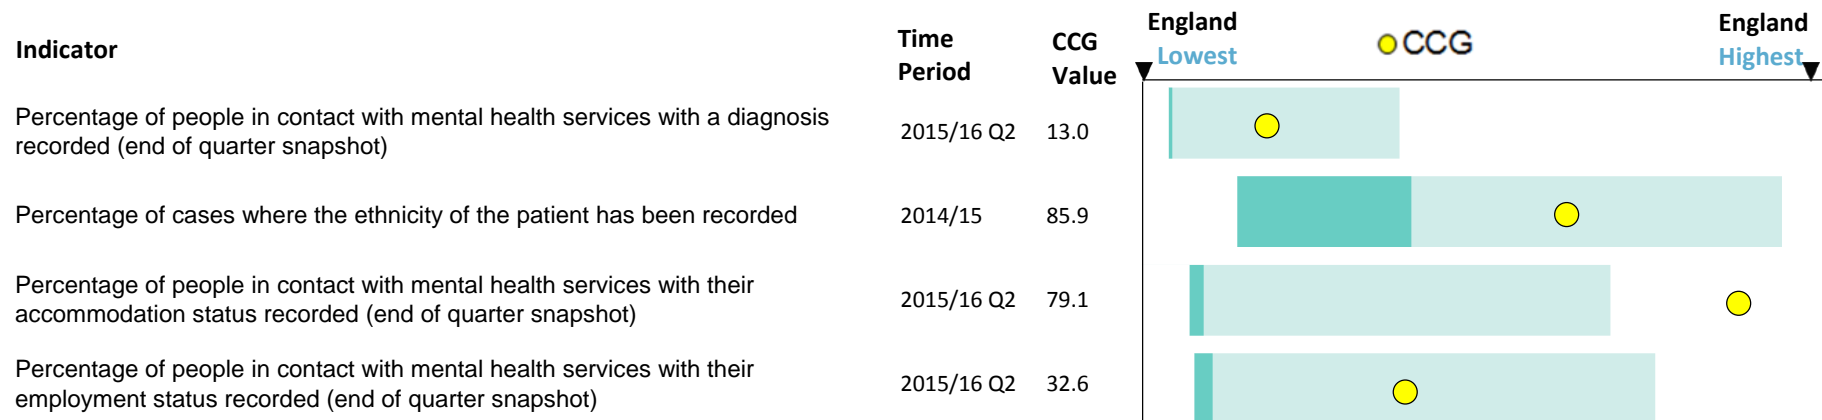 Indicator
Time
Period
CCG
Value
England
Lowest
CCG
England
Highest
Percentage of people in contact with mental health services with a diagnosis
recorded (end of quarter snapshot)
2015/16 Q2
13.0
Percentage of cases where the ethnicity of the patient has been recorded
2014/15
85.9
Percentage of people in contact with mental health services with their
accommodation status recorded (end of quarter snapshot)
2015/16 Q2
79.1
Percentage of people in contact with mental health services with their
employment status recorded (end of quarter snapshot)
2015/16 Q2
32.6